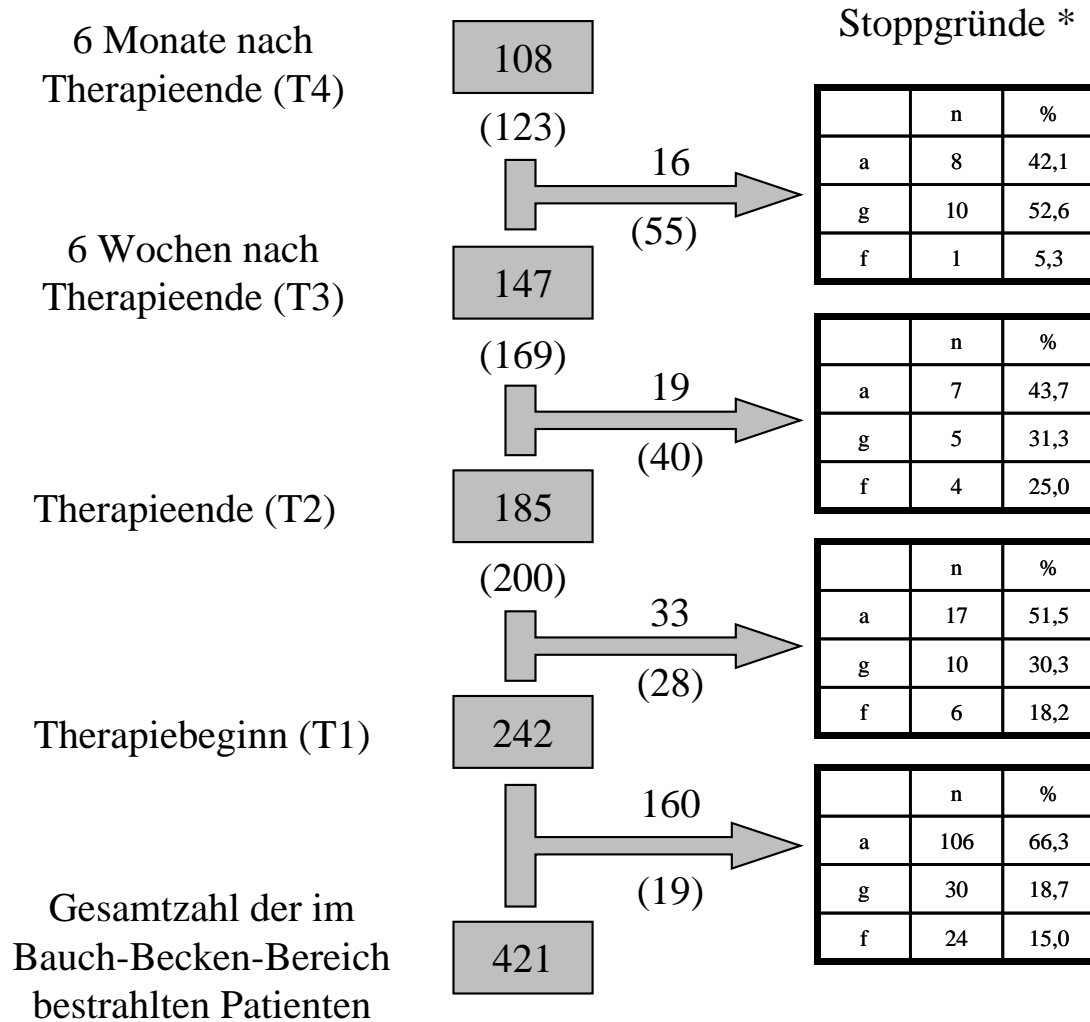 Stoppgründe *
6 Monate nach
Therapieende (T4)
108
(123)
16
(55)
n %
a 8 42,1
g 10 52,6
f 1 5,3
6 Wochen nach
Therapieende (T3)
147
(169)
19
(40)
n %
a 7 43,7
g 5 31,3
f 4 25,0
Therapieende (T2)
185
(200)
33
(28)
n %
a 17 51,5
g 10 30,3
f 6 18,2
Therapiebeginn (T1)
242
160
(19)
n %
a 106 66,3
g 30 18,7
f 24 15,0
Gesamtzahl der im
Bauch-Becken-Bereich
bestrahlten Patienten
421